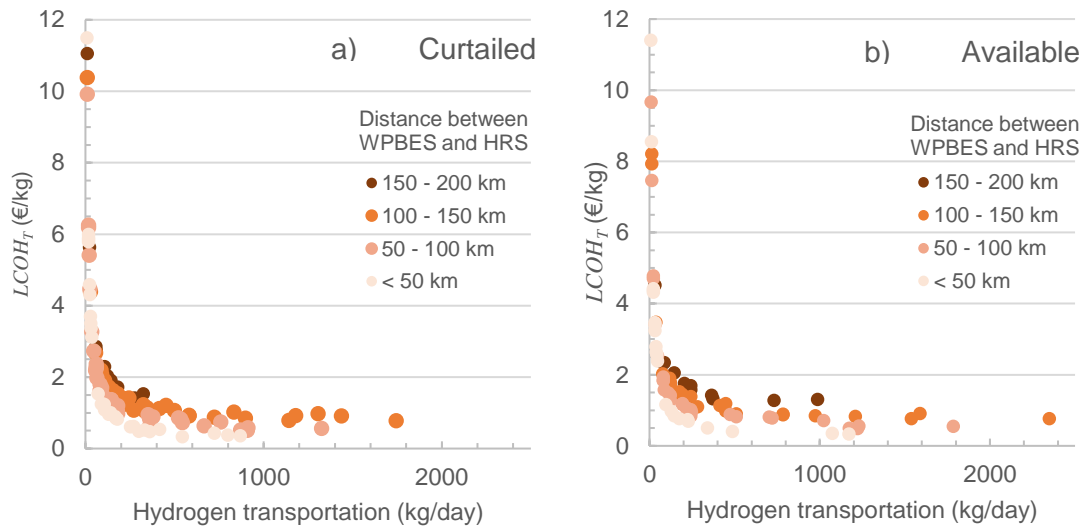 a) Curtailed
12
10
8
6
4
2
0
LCOH_T (€/kg)
Distance between
WPBES and HRS
150 - 200 km
100 - 150 km
50 - 100 km
< 50 km
0 1000 2000
Hydrogen transportation (kg/day)
b) Available
12
10
8
6
4
2
0
LCOH_T (€/kg)
Distance between
WPBES and HRS
150 - 200 km
100 - 150 km
50 - 100 km
< 50 km
0 1000 2000
Hydrogen transportation (kg/day)